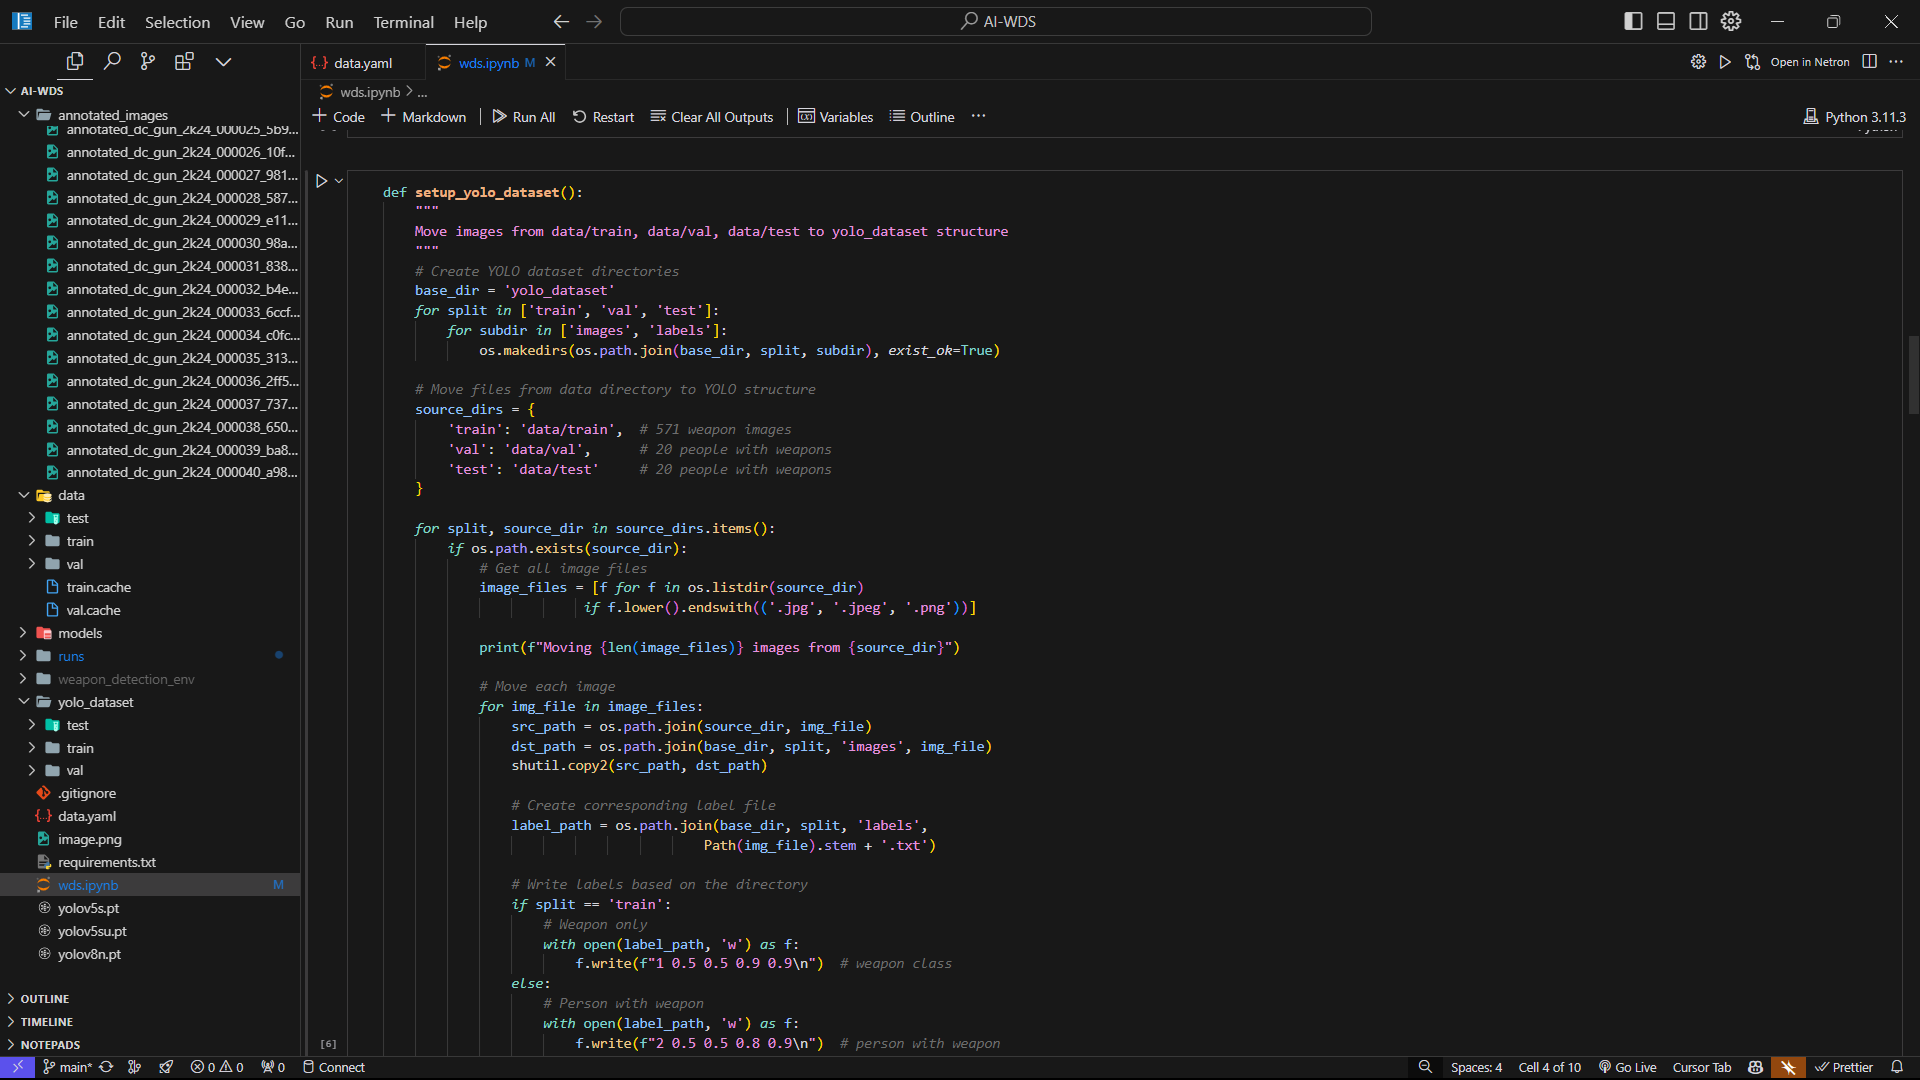 File Edit Selection View Go Run Terminal Help
AI-WDS
AI-WDS
annotated_images
annotated_dc_gun_2k24_000025_5b9...
annotated_dc_gun_2k24_000026_10f...
annotated_dc_gun_2k24_000027_981...
annotated_dc_gun_2k24_000028_587...
annotated_dc_gun_2k24_000029_e11...
annotated_dc_gun_2k24_000030_98a...
annotated_dc_gun_2k24_000031_838...
annotated_dc_gun_2k24_000032_b4e...
annotated_dc_gun_2k24_000033_6ccf...
annotated_dc_gun_2k24_000034_c0fc...
annotated_dc_gun_2k24_000035_313...
annotated_dc_gun_2k24_000036_2ff5...
annotated_dc_gun_2k24_000037_737...
annotated_dc_gun_2k24_000038_650...
annotated_dc_gun_2k24_000039_ba8...
annotated_dc_gun_2k24_000040_a98...
data
test
train
val
train.cache
val.cache
models
runs
weapon_detection_env
yolo_dataset
test
train
val
.gitignore
data.yaml
image.png
requirements.txt
wds.ipynb M
yolov5s.pt
yolov5su.pt
yolov8n.pt
OUTLINE
TIMELINE
NOTEPADS
data.yaml
wds.ipynb M
Open in Netron
wds.ipynb > ...
+ Code + Markdown Run All Restart Clear All Outputs Variables Outline ...
Python 3.11.3
def setup_yolo_dataset():
"""
Move images from data/train, data/val, data/test to yolo_dataset structure
"""
# Create YOLO dataset directories
base_dir = 'yolo_dataset'
for split in ['train', 'val', 'test']:
for subdir in ['images', 'labels']:
os.makedirs(os.path.join(base_dir, split, subdir), exist_ok=True)
# Move files from data directory to YOLO structure
source_dirs = {
'train': 'data/train', # 571 weapon images
'val': 'data/val', # 20 people with weapons
'test': 'data/test' # 20 people with weapons
}
for split, source_dir in source_dirs.items():
if os.path.exists(source_dir):
# Get all image files
image_files = [f for f in os.listdir(source_dir)
if f.lower().endswith(('.jpg', '.jpeg', '.png'))]
print(f"Moving {len(image_files)} images from {source_dir}")
# Move each image
for img_file in image_files:
src_path = os.path.join(source_dir, img_file)
dst_path = os.path.join(base_dir, split, 'images', img_file)
shutil.copy2(src_path, dst_path)
# Create corresponding label file
label_path = os.path.join(base_dir, split, 'labels',
Path(img_file).stem + '.txt')
# Write labels based on the directory
if split == 'train':
# Weapon only
with open(label_path, 'w') as f:
f.write(f"1 0.5 0.5 0.9 0.9\n") # weapon class
else:
# Person with weapon
with open(label_path, 'w') as f:
f.write(f"2 0.5 0.5 0.8 0.9\n") # person with weapon
[6]
main* 0 0 0 Connect
Spaces: 4 Cell 4 of 10 Go Live Cursor Tab Prettier